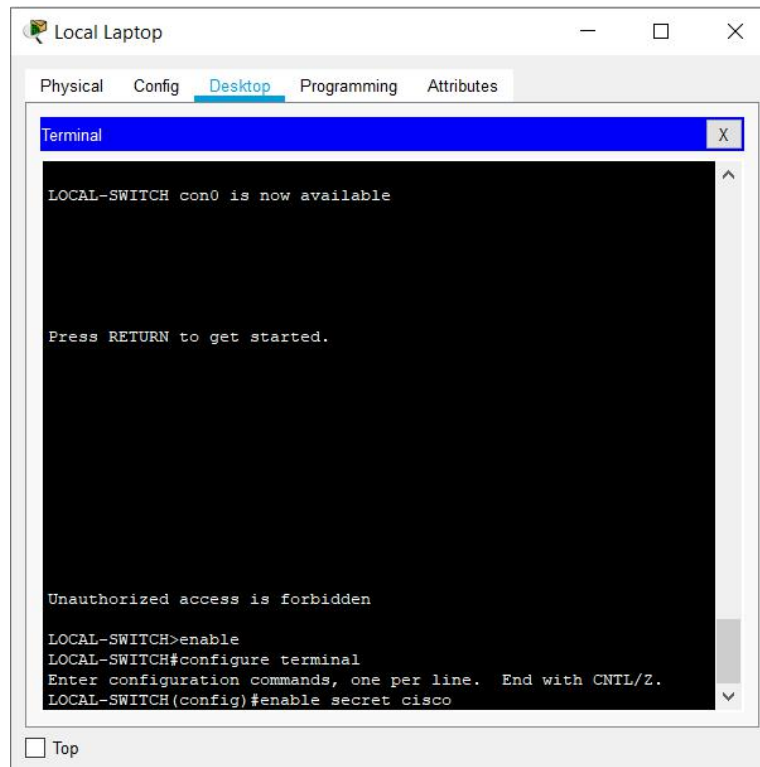 Local Laptop
Physical Config Desktop Programming Attributes
Terminal X
LOCAL-SWITCH con0 is now available
Press RETURN to get started.
Unauthorized access is forbidden
LOCAL-SWITCH>enable
LOCAL-SWITCH#configure terminal
Enter configuration commands, one per line.  End with CNTL/Z.
LOCAL-SWITCH(config)#enable secret cisco
Top